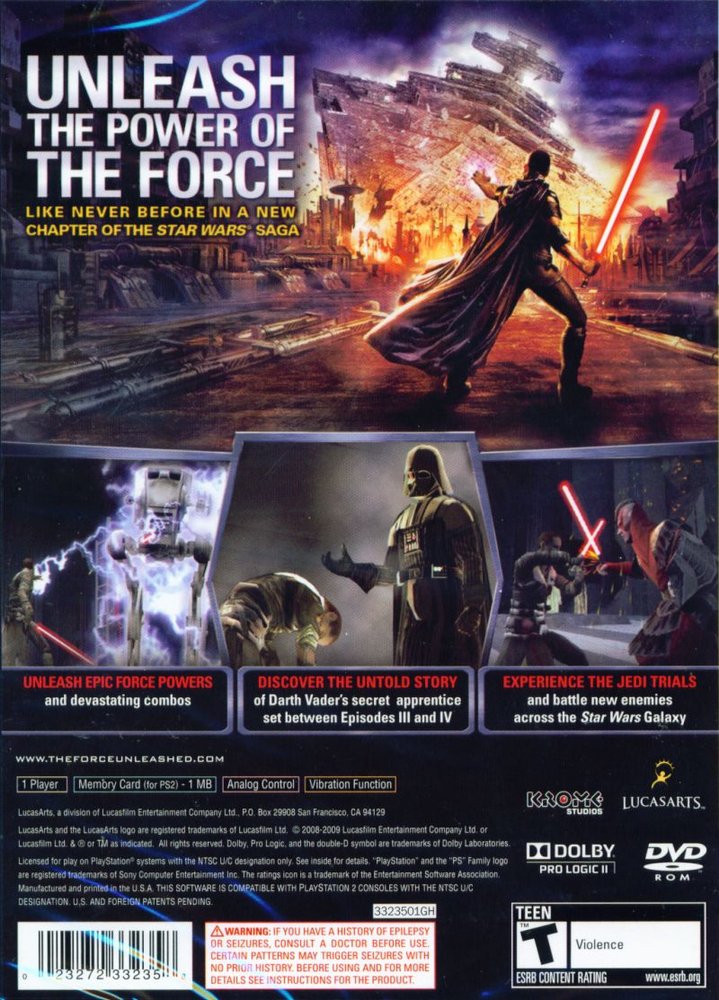 UNLEASH
THE POWER OF
THE FORCE
LIKE NEVER BEFORE IN A NEW
CHAPTER OF THE STAR WARS® SAGA
UNLEASH EPIC FORCE POWERS
and devastating combos
DISCOVER THE UNTOLD STORY
of Darth Vader's secret apprentice
set between Episodes III and IV
EXPERIENCE THE JEDI TRIALS
and battle new enemies
across the Star Wars Galaxy
WWW.THEFORCEUNLEASHED.COM
1 Player
Memory Card (for PS2) - 1 MB
Analog Control
Vibration Function
KROME
STUDIOS
LUCASARTS™
LucasArts, a division of Lucasfilm Entertainment Company Ltd., P.O. Box 29908 San Francisco, CA 94129
LucasArts and the LucasArts logo are registered trademarks of Lucasfilm Ltd. © 2008-2009 Lucasfilm Entertainment Company Ltd. or
Lucasfilm Ltd. & ® or TM as indicated. All rights reserved. Dolby, Pro Logic, and the double-D symbol are trademarks of Dolby Laboratories.
Licensed for play on PlayStation® systems with the NTSC U/C designation only. See inside for details. "PlayStation" and the "PS" Family logo
are registered trademarks of Sony Computer Entertainment Inc. The ratings icon is a trademark of the Entertainment Software Association.
Manufactured and printed in the U.S.A. THIS SOFTWARE IS COMPATIBLE WITH PLAYSTATION 2 CONSOLES WITH THE NTSC U/C
DESIGNATION. U.S. AND FOREIGN PATENTS PENDING.
DOLBY
PRO LOGIC II
DVD
ROM
3323501GH
0 23272 33235
WARNING: IF YOU HAVE A HISTORY OF EPILEPSY
OR SEIZURES, CONSULT A DOCTOR BEFORE USE.
CERTAIN PATTERNS MAY TRIGGER SEIZURES WITH
NO PRIOR HISTORY. BEFORE USING AND FOR MORE
DETAILS SEE INSTRUCTIONS FOR THE PRODUCT.
TEEN
T
Violence
ESRB CONTENT RATING
www.esrb.org